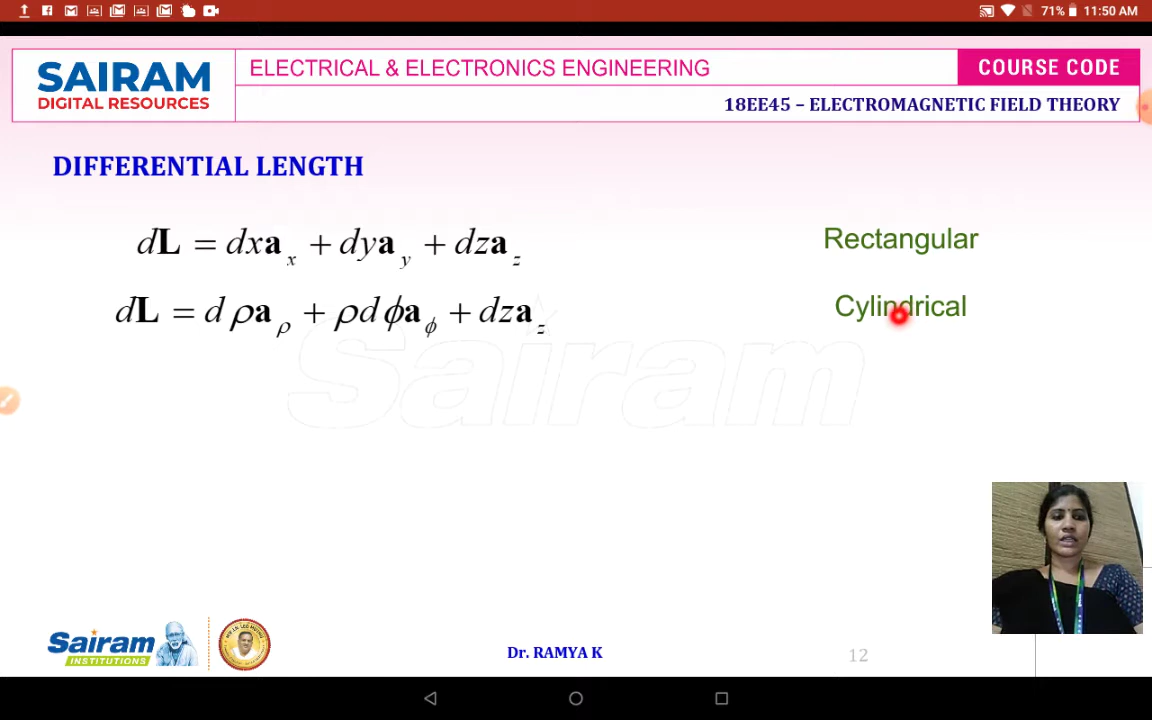 71% 11:50 AM
SAIRAM
DIGITAL RESOURCES
ELECTRICAL & ELECTRONICS ENGINEERING
COURSE CODE
18EE45 – ELECTROMAGNETIC FIELD THEORY
DIFFERENTIAL LENGTH
dL = dxa_x + dya_y + dza_z
Rectangular
dL = dρa_ρ + ρdϕa_ϕ + dza_z
Cylindrical
Sairam
Sairam
INSTITUTIONS
Dr. RAMYA K
12